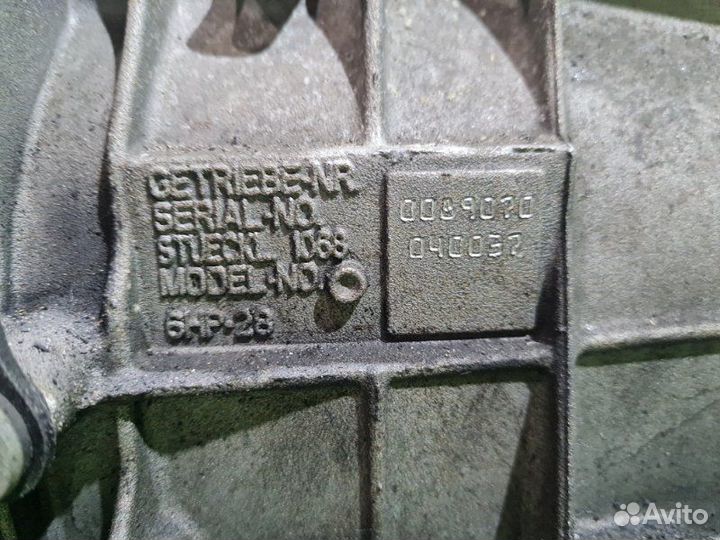 GETRIEBE-NR.
SERIAL-NO.
STUECKL. 1068
MODEL-NO.
6HP-28
0089070
040037
Avito